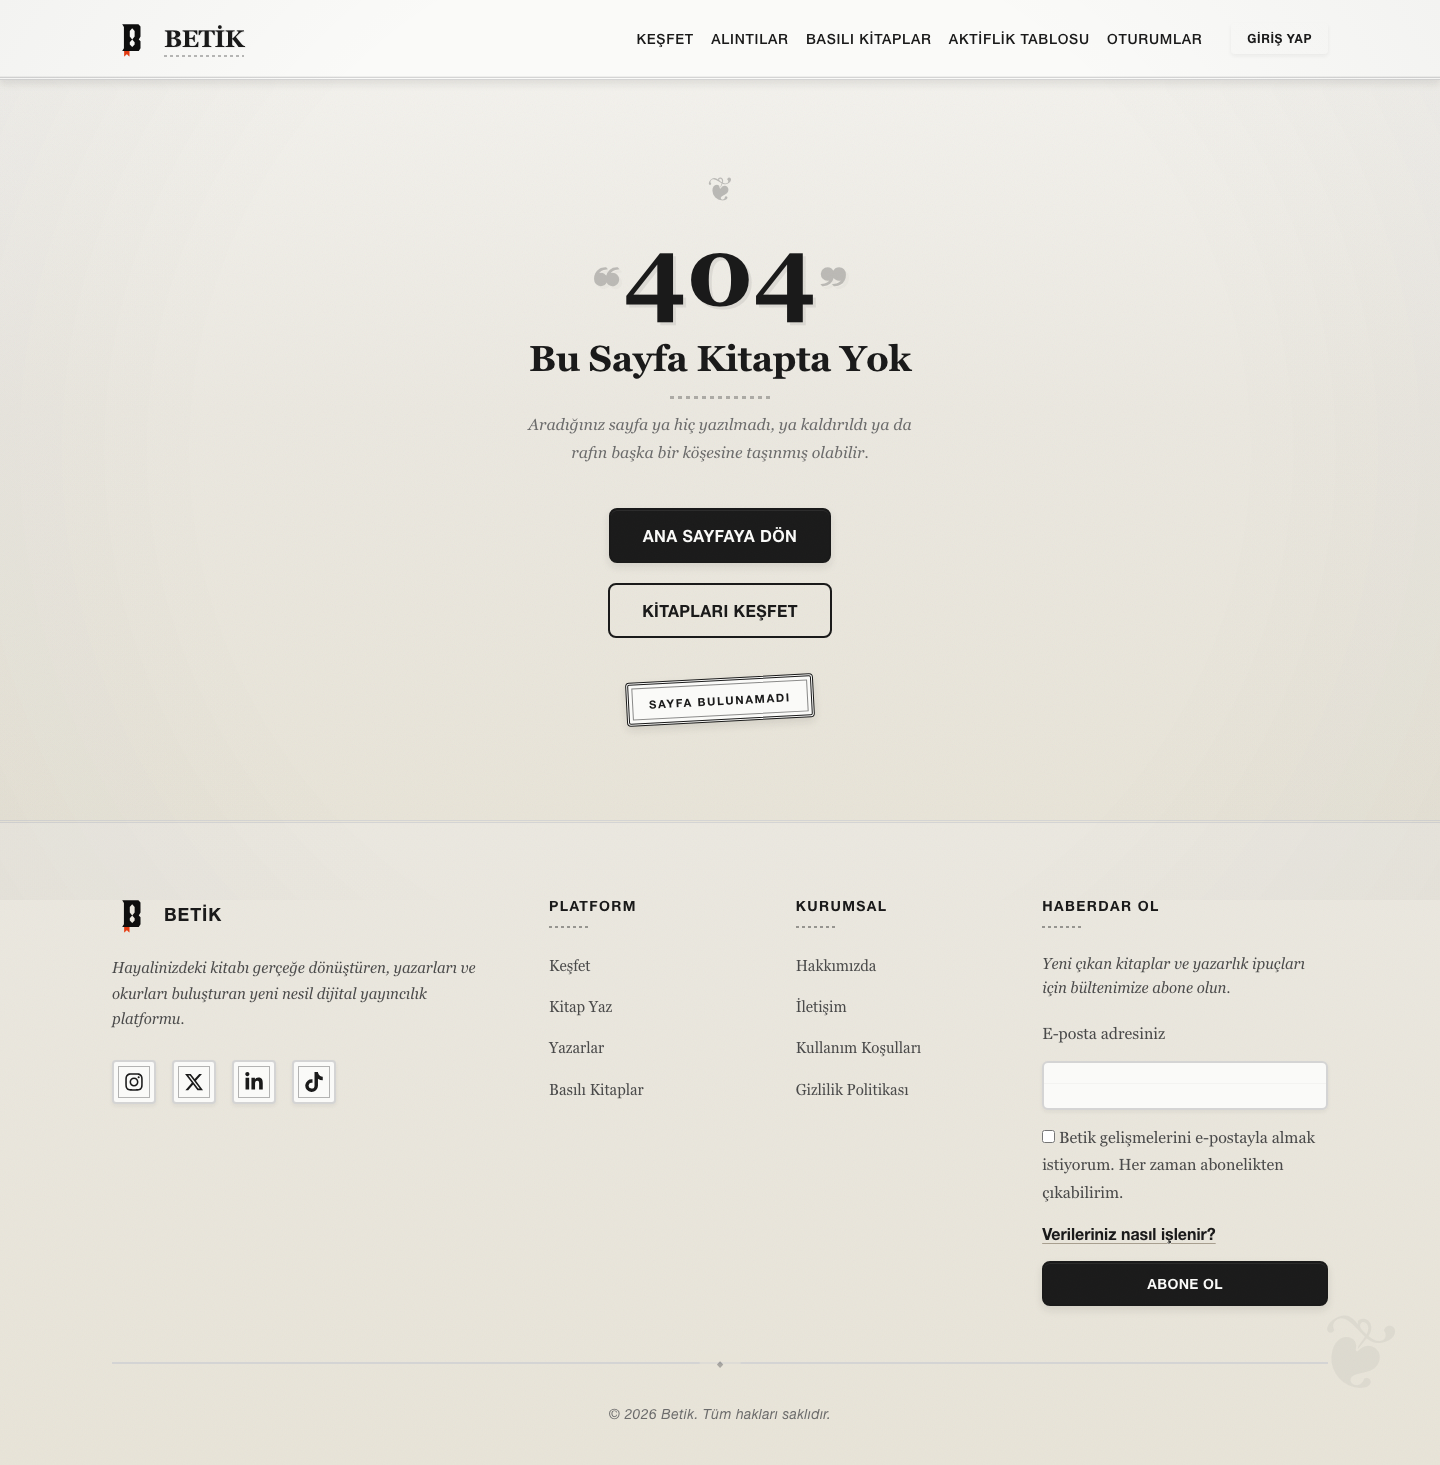 BETİK
KEŞFET ALINTILAR BASILI KİTAPLAR AKTİFLİK TABLOSU OTURUMLAR GİRİŞ YAP
❦
❝404❞
Bu Sayfa Kitapta Yok
Aradığınız sayfa ya hiç yazılmadı, ya kaldırıldı ya da
rafın başka bir köşesine taşınmış olabilir.
ANA SAYFAYA DÖN
KİTAPLARI KEŞFET
SAYFA BULUNAMADI
BETİK
Hayalinizdeki kitabı gerçeğe dönüştüren, yazarları ve
okurları buluşturan yeni nesil dijital yayıncılık
platformu.
PLATFORM
Keşfet
Kitap Yaz
Yazarlar
Basılı Kitaplar
KURUMSAL
Hakkımızda
İletişim
Kullanım Koşulları
Gizlilik Politikası
HABERDAR OL
Yeni çıkan kitaplar ve yazarlık ipuçları
için bültenimize abone olun.
E-posta adresiniz
Betik gelişmelerini e-postayla almak
istiyorum. Her zaman abonelikten
çıkabilirim.
Verileriniz nasıl işlenir?
ABONE OL
© 2026 Betik. Tüm hakları saklıdır.